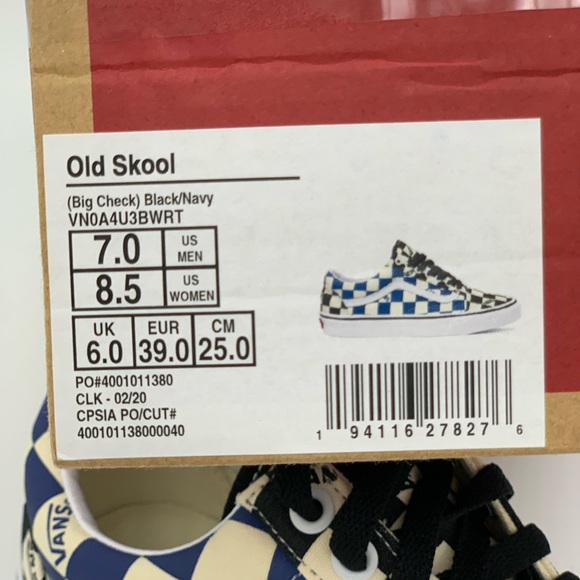 Old Skool
(Big Check) Black/Navy
VN0A4U3BWRT
7.0 US MEN
8.5 US WOMEN
UK EUR CM
6.0 39.0 25.0
PO#4001011380
CLK - 02/20
CPSIA PO/CUT#
400101138000040
1 94116 27827 6
VANS